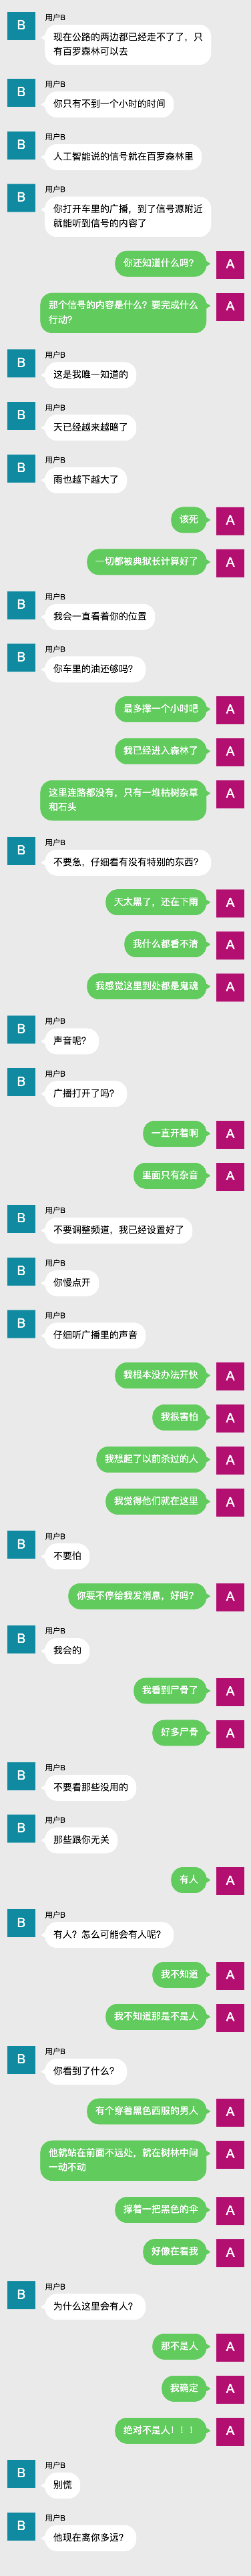 B
用户B
现在公路的两边都已经走不了了，只
有百罗森林可以去
B
用户B
你只有不到一个小时的时间
B
用户B
人工智能说的信号就在百罗森林里
B
用户B
你打开车里的广播，到了信号源附近
就能听到信号的内容了
你还知道什么吗？
A
那个信号的内容是什么？要完成什么
行动？
A
B
用户B
这是我唯一知道的
B
用户B
天已经越来越暗了
B
用户B
雨也越下越大了
该死
A
一切都被典狱长计算好了
A
B
用户B
我会一直看着你的位置
B
用户B
你车里的油还够吗？
最多撑一个小时吧
A
我已经进入森林了
A
这里连路都没有，只有一堆枯树杂草
和石头
A
B
用户B
不要急，仔细看有没有特别的东西？
天太黑了，还在下雨
A
我什么都看不清
A
我感觉这里到处都是鬼魂
A
B
用户B
声音呢？
B
用户B
广播打开了吗？
一直开着啊
A
里面只有杂音
A
B
用户B
不要调整频道，我已经设置好了
B
用户B
你慢点开
B
用户B
仔细听广播里的声音
我根本没办法开快
A
我很害怕
A
我想起了以前杀过的人
A
我觉得他们就在这里
A
B
用户B
不要怕
你要不停给我发消息，好吗？
A
B
用户B
我会的
我看到尸骨了
A
好多尸骨
A
B
用户B
不要看那些没用的
B
用户B
那些跟你无关
有人
A
B
用户B
有人？怎么可能会有人呢？
我不知道
A
我不知道那是不是人
A
B
用户B
你看到了什么？
有个穿着黑色西服的男人
A
他就站在前面不远处，就在树林中间
一动不动
A
撑着一把黑色的伞
A
好像在看我
A
B
用户B
为什么这里会有人？
那不是人
A
我确定
A
绝对不是人！！！
A
B
用户B
别慌
B
用户B
他现在离你多远？